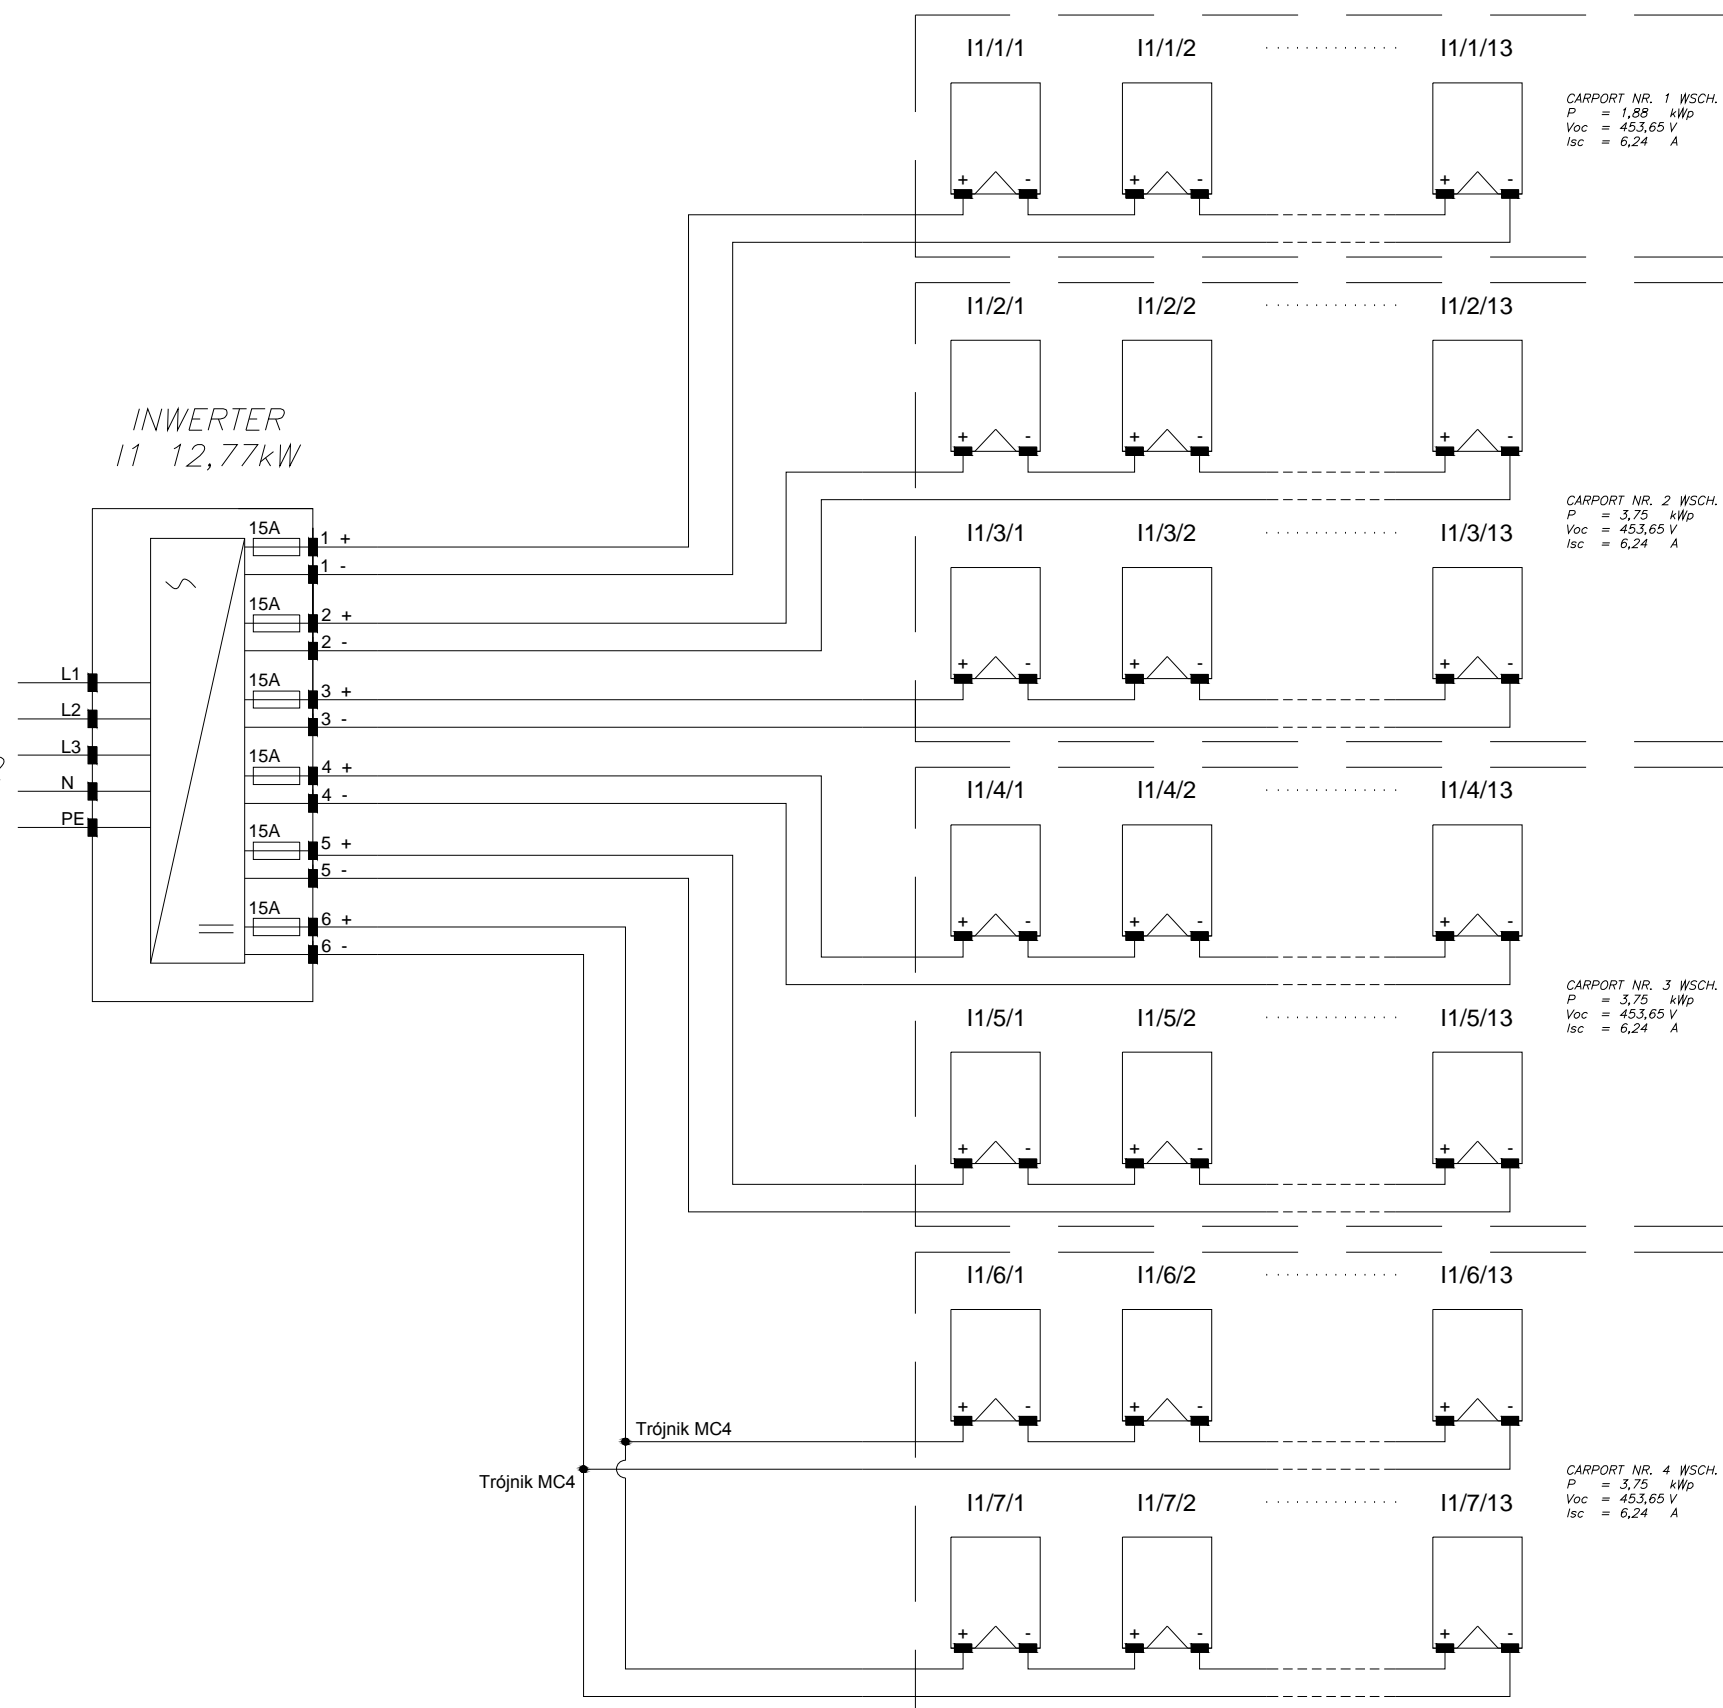 I1/1/1 I1/1/2 .............. I1/1/13
CARPORT NR. 1 WSCH.
P = 1,88 kWp
Voc = 453,65 V
Isc = 6,24 A
+ - + - + -
I1/2/1 I1/2/2 .............. I1/2/13
+ - + - + -
CARPORT NR. 2 WSCH.
P = 3,75 kWp
Voc = 453,65 V
Isc = 6,24 A
I1/3/1 I1/3/2 .............. I1/3/13
+ - + - + -
INWERTER
I1 12,77kW
15A
1 +
1 -
15A
2 +
2 -
15A
3 +
3 -
15A
4 +
4 -
15A
5 +
5 -
15A
6 +
6 -
L1
L2
L3
N
PE
I1/4/1 I1/4/2 .............. I1/4/13
+ - + - + -
CARPORT NR. 3 WSCH.
P = 3,75 kWp
Voc = 453,65 V
Isc = 6,24 A
I1/5/1 I1/5/2 .............. I1/5/13
+ - + - + -
I1/6/1 I1/6/2 .............. I1/6/13
+ - + - + -
Trójnik MC4
Trójnik MC4
CARPORT NR. 4 WSCH.
P = 3,75 kWp
Voc = 453,65 V
Isc = 6,24 A
I1/7/1 I1/7/2 .............. I1/7/13
+ - + - + -